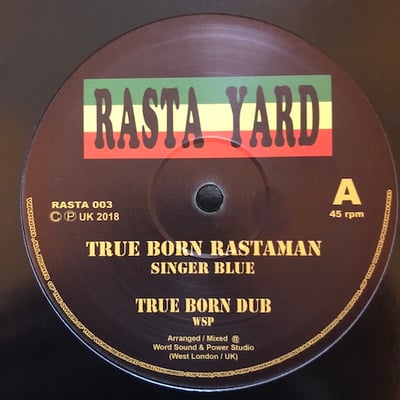 RASTA YARD
RASTA 003
© Ⓟ UK 2018
A
45 rpm
TRUE BORN RASTAMAN
SINGER BLUE
TRUE BORN DUB
WSP
Arranged / Mixed @
Word Sound & Power Studio
(West London / UK)